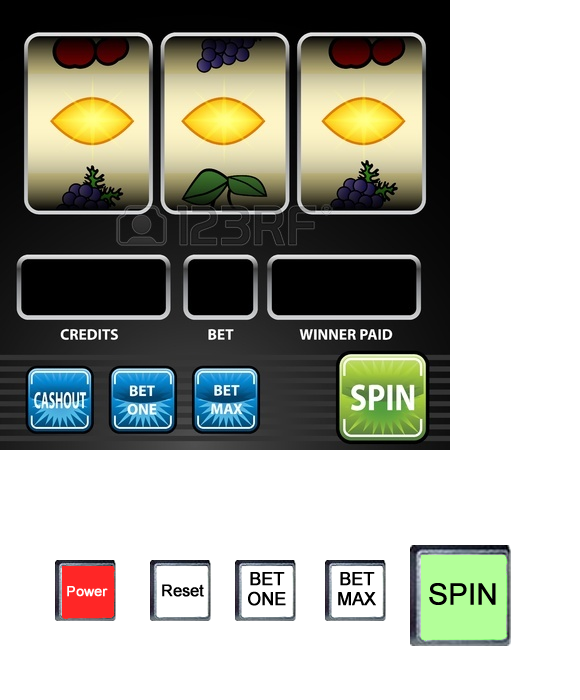 123RF
CREDITS
BET
WINNER PAID
CASHOUT
BET
ONE
BET
MAX
SPIN
Power
Reset
BET
ONE
BET
MAX
SPIN